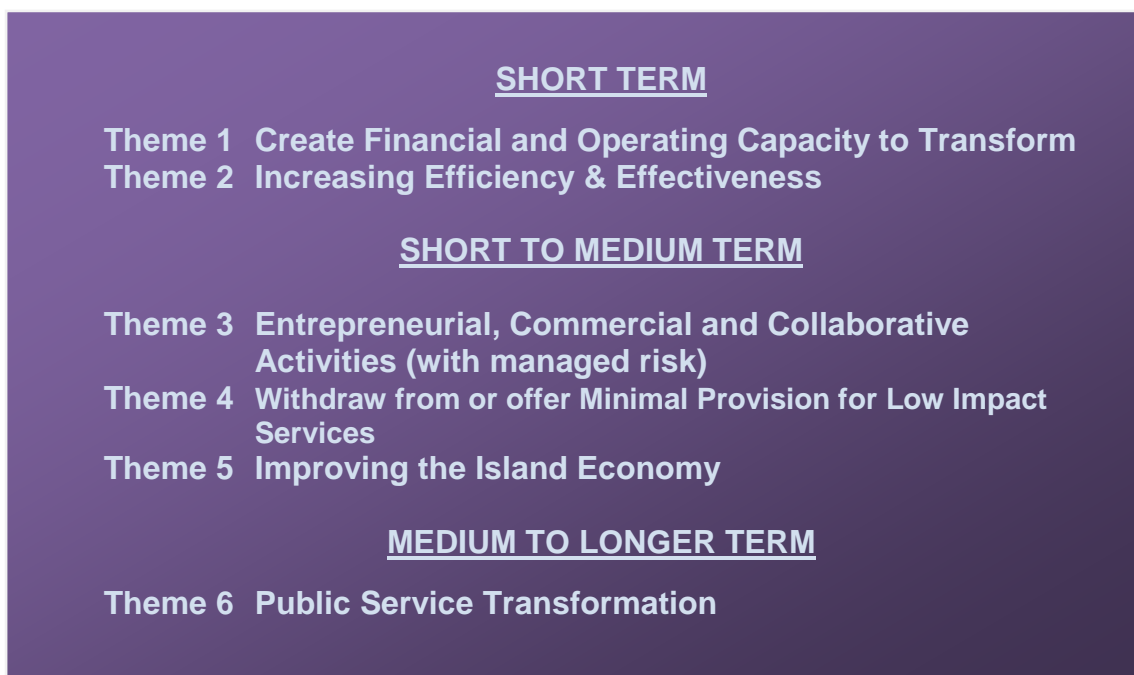 SHORT TERM
Theme 1 Create Financial and Operating Capacity to Transform
Theme 2 Increasing Efficiency & Effectiveness
SHORT TO MEDIUM TERM
Theme 3 Entrepreneurial, Commercial and Collaborative
Activities (with managed risk)
Theme 4 Withdraw from or offer Minimal Provision for Low Impact
Services
Theme 5 Improving the Island Economy
MEDIUM TO LONGER TERM
Theme 6 Public Service Transformation